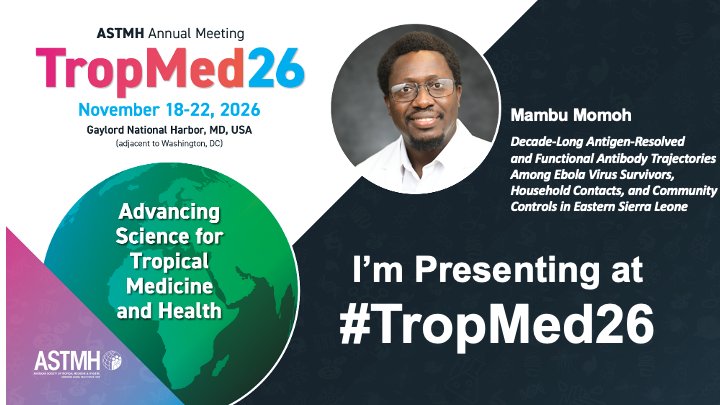 ASTMH Annual Meeting
TropMed26
November 18-22, 2026
Gaylord National Harbor, MD, USA
(adjacent to Washington, DC)
Advancing
Science for
Tropical
Medicine
and Health
ASTMH
Mambu Momoh
Decade-Long Antigen-Resolved
and Functional Antibody Trajectories
Among Ebola Virus Survivors,
Household Contacts, and Community
Controls in Eastern Sierra Leone
I'm Presenting at
#TropMed26